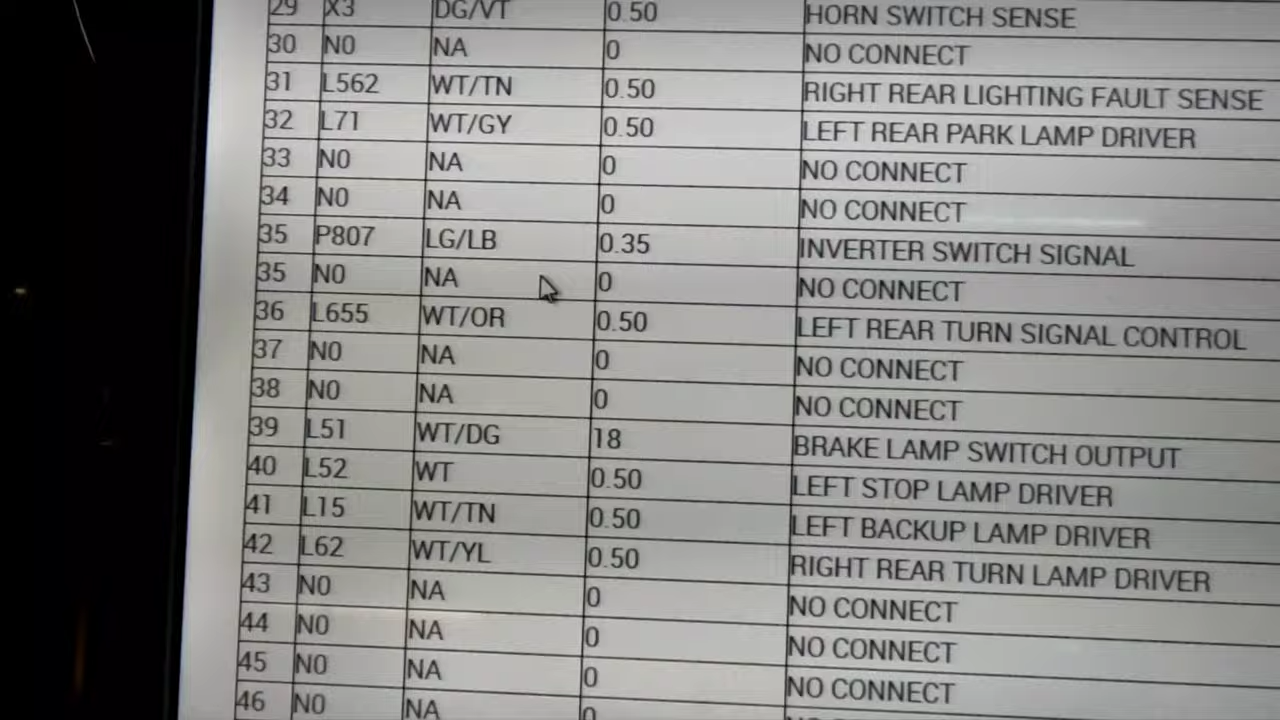 29 X3 DG/VT 0.50 HORN SWITCH SENSE
30 N0 NA 0 NO CONNECT
31 L562 WT/TN 0.50 RIGHT REAR LIGHTING FAULT SENSE
32 L71 WT/GY 0.50 LEFT REAR PARK LAMP DRIVER
33 N0 NA 0 NO CONNECT
34 N0 NA 0 NO CONNECT
35 P807 LG/LB 0.35 INVERTER SWITCH SIGNAL
35 N0 NA 0 NO CONNECT
36 L655 WT/OR 0.50 LEFT REAR TURN SIGNAL CONTROL
37 N0 NA 0 NO CONNECT
38 N0 NA 0 NO CONNECT
39 L51 WT/DG 18 BRAKE LAMP SWITCH OUTPUT
40 L52 WT 0.50 LEFT STOP LAMP DRIVER
41 L15 WT/TN 0.50 LEFT BACKUP LAMP DRIVER
42 L62 WT/YL 0.50 RIGHT REAR TURN LAMP DRIVER
43 N0 NA 0 NO CONNECT
44 N0 NA 0 NO CONNECT
45 N0 NA 0 NO CONNECT
46 N0 NA 0